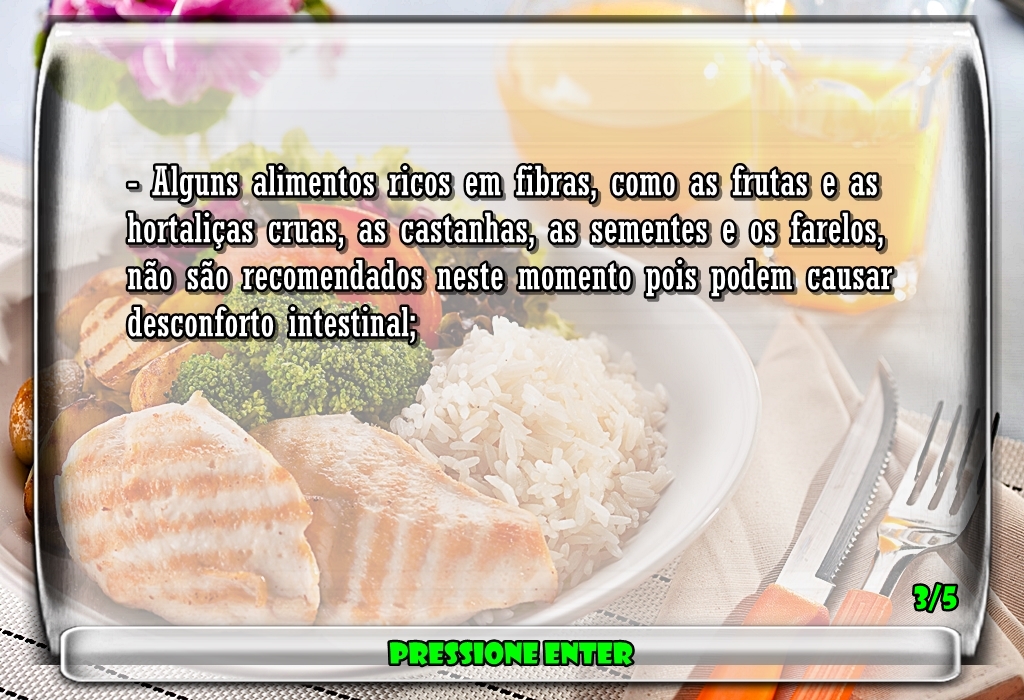 - Alguns alimentos ricos em fibras, como as frutas e as
hortaliças cruas, as castanhas, as sementes e os farelos,
não são recomendados neste momento pois podem causar
desconforto intestinal;
3/5
PRESSIONE ENTER